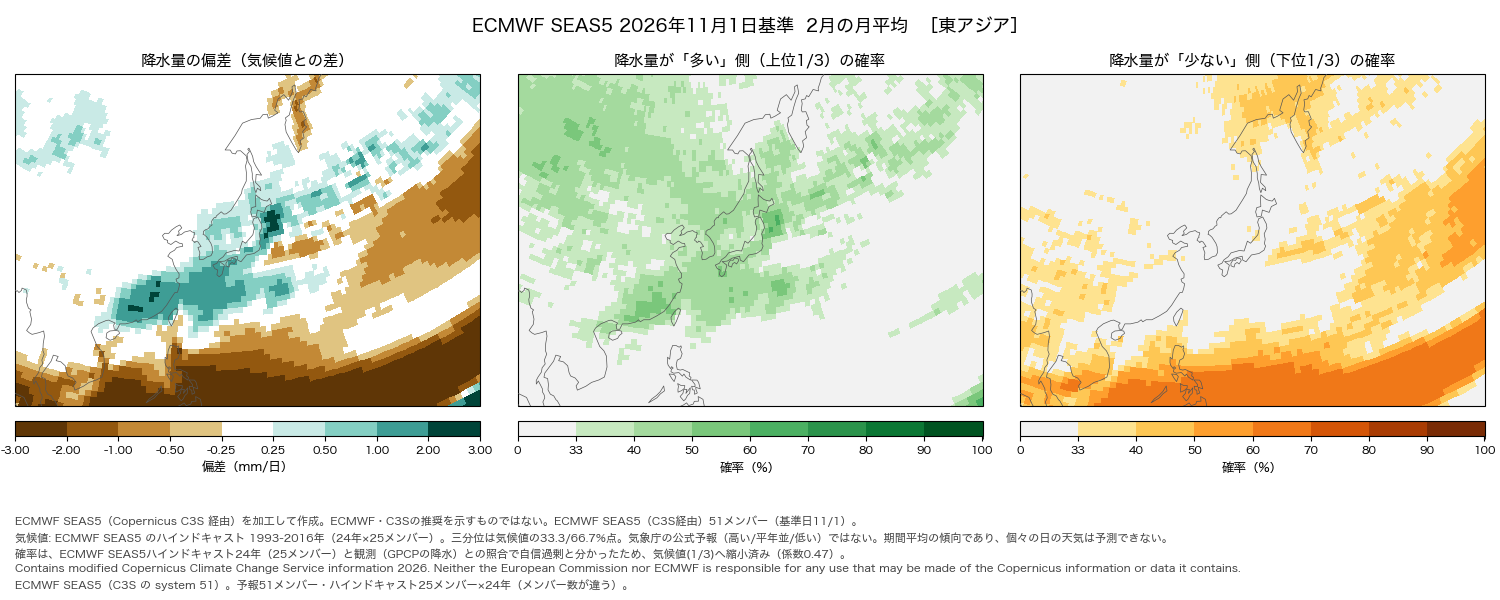 ECMWF SEAS5 2026年11月1日基準 2月の月平均 ［東アジア］
降水量の偏差（気候値との差）
降水量が「多い」側（上位1/3）の確率
降水量が「少ない」側（下位1/3）の確率
-3.00 -2.00 -1.00 -0.50 -0.25 0.25 0.50 1.00 2.00 3.00
偏差（mm/日）
0 33 40 50 60 70 80 90 100
確率（%）
0 33 40 50 60 70 80 90 100
確率（%）
ECMWF SEAS5（Copernicus C3S 経由）を加工して作成。ECMWF・C3Sの推奨を示すものではない。ECMWF SEAS5（C3S経由）51メンバー（基準日11/1）。
気候値: ECMWF SEAS5 のハインドキャスト 1993-2016年（24年×25メンバー）。三分位は気候値の33.3/66.7%点。気象庁の公式予報（高い/平年並/低い）ではない。期間平均の傾向であり、個々の日の天気は予測できない。
確率は、ECMWF SEAS5ハインドキャスト24年（25メンバー）と観測（GPCPの降水）との照合で自信過剰と分かったため、気候値(1/3)へ縮小済み（係数0.47）。
Contains modified Copernicus Climate Change Service information 2026. Neither the European Commission nor ECMWF is responsible for any use that may be made of the Copernicus information or data it contains.
ECMWF SEAS5（C3S の system 51）。予報51メンバー・ハインドキャスト25メンバー×24年（メンバー数が違う）。